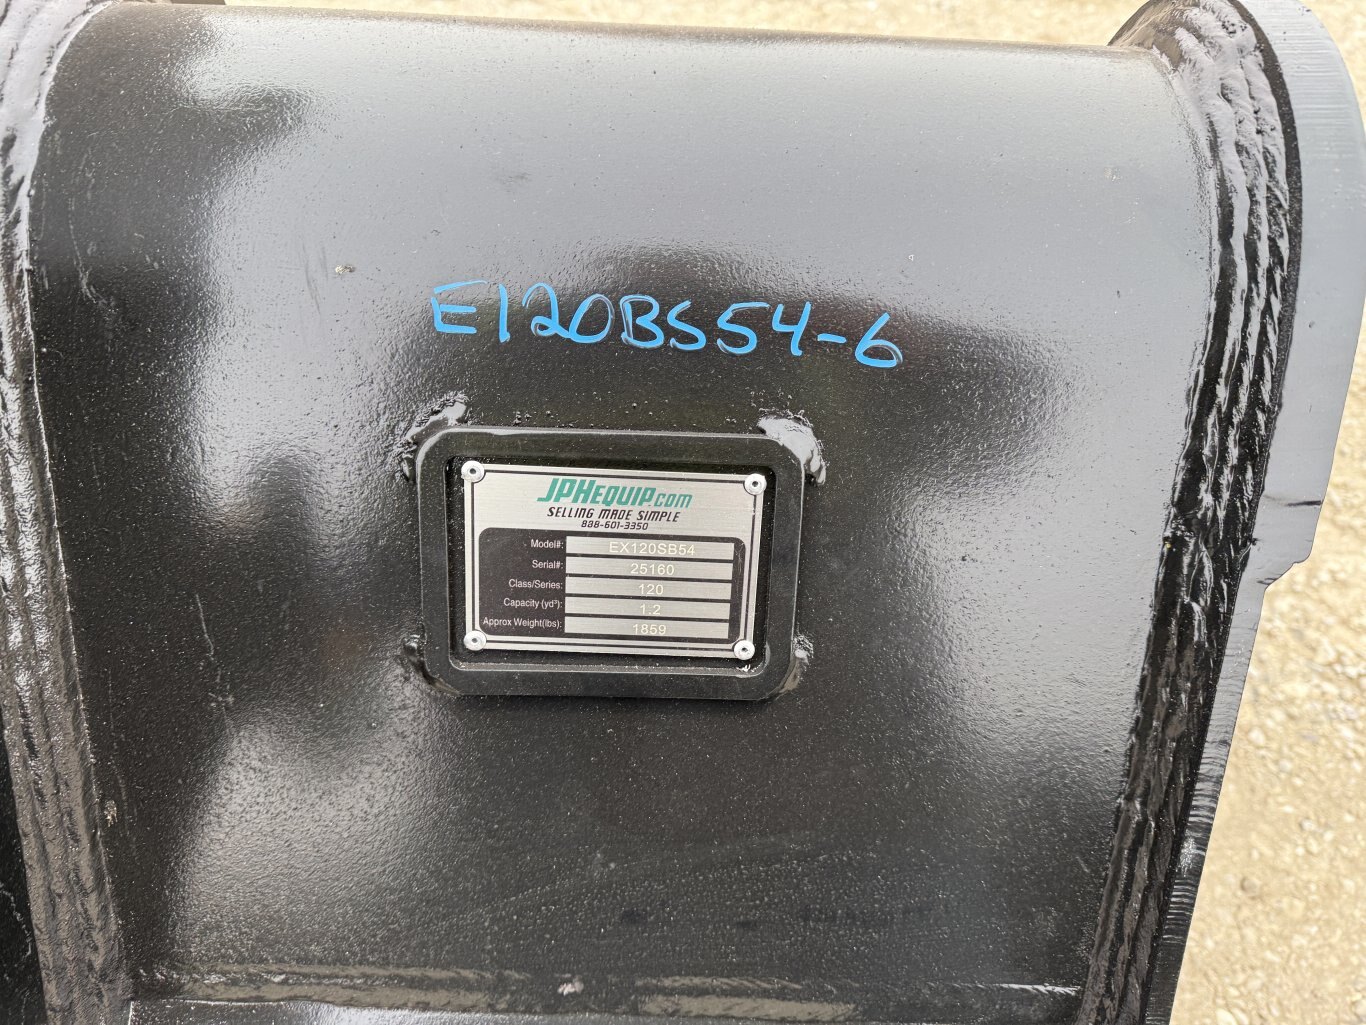 E120BS54-6
JPHEQUIP.COM
SELLING MADE SIMPLE
888-601-3350
Model#: EX120SB54
Serial#: 25160
Class/Series: 120
Capacity (yd³): 1.2
Approx Weight(lbs): 1859